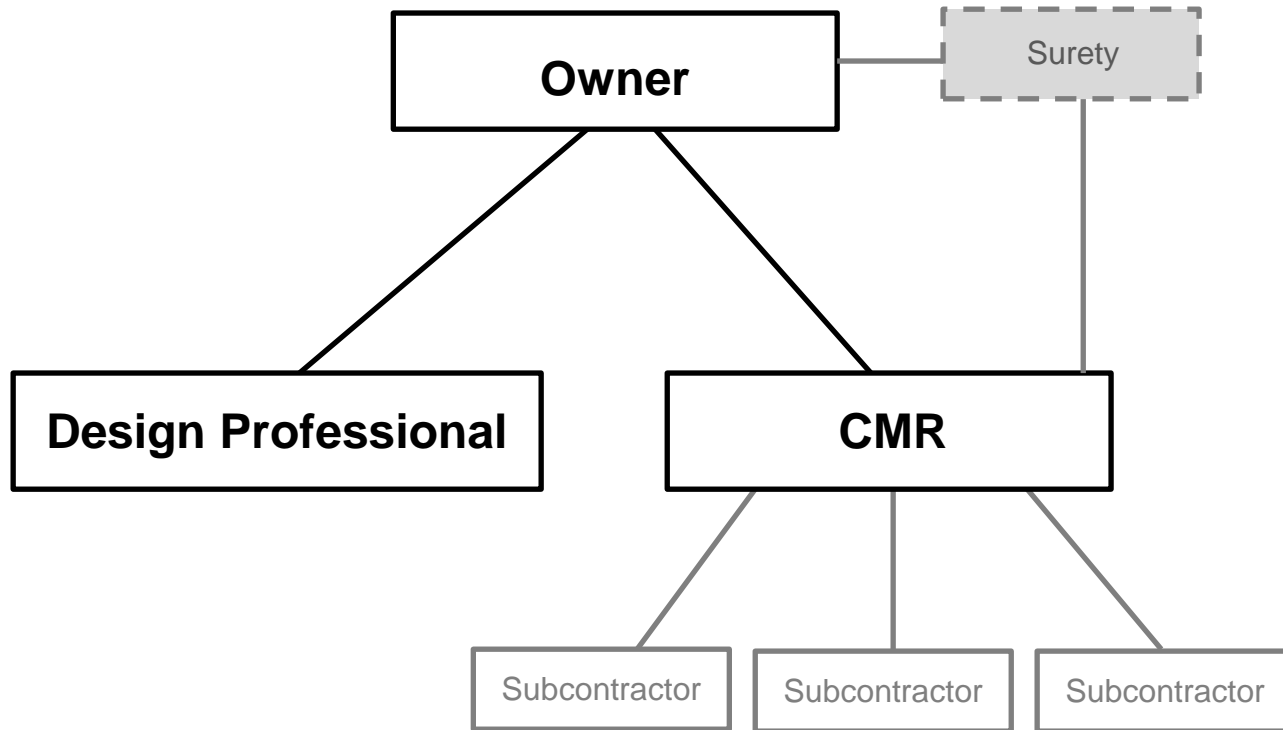 Owner
Surety
Design Professional
CMR
Subcontractor
Subcontractor
Subcontractor